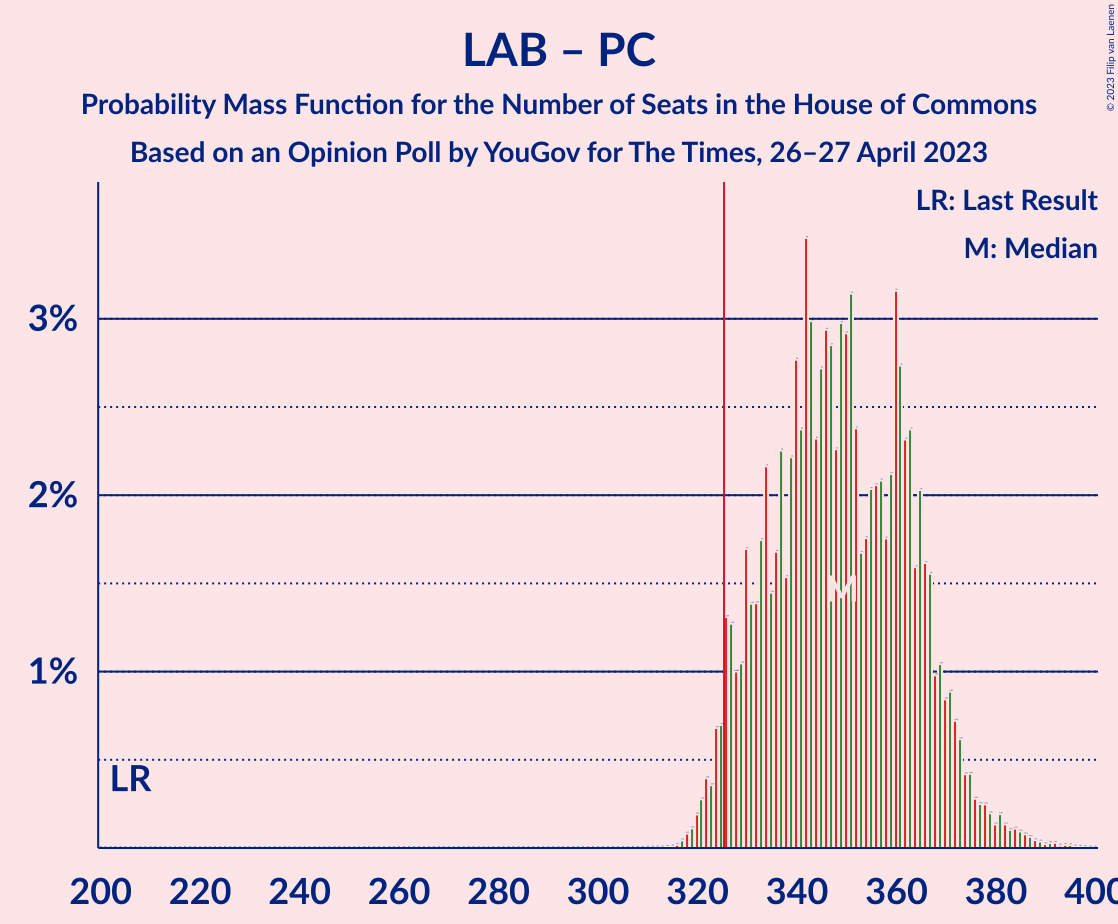 LAB – PC
Probability Mass Function for the Number of Seats in the House of Commons
Based on an Opinion Poll by YouGov for The Times, 26–27 April 2023
© 2023 Filip van Laenen
LR: Last Result
M: Median
3%
2%
1%
LR
M
200 220 240 260 280 300 320 340 360 380 400